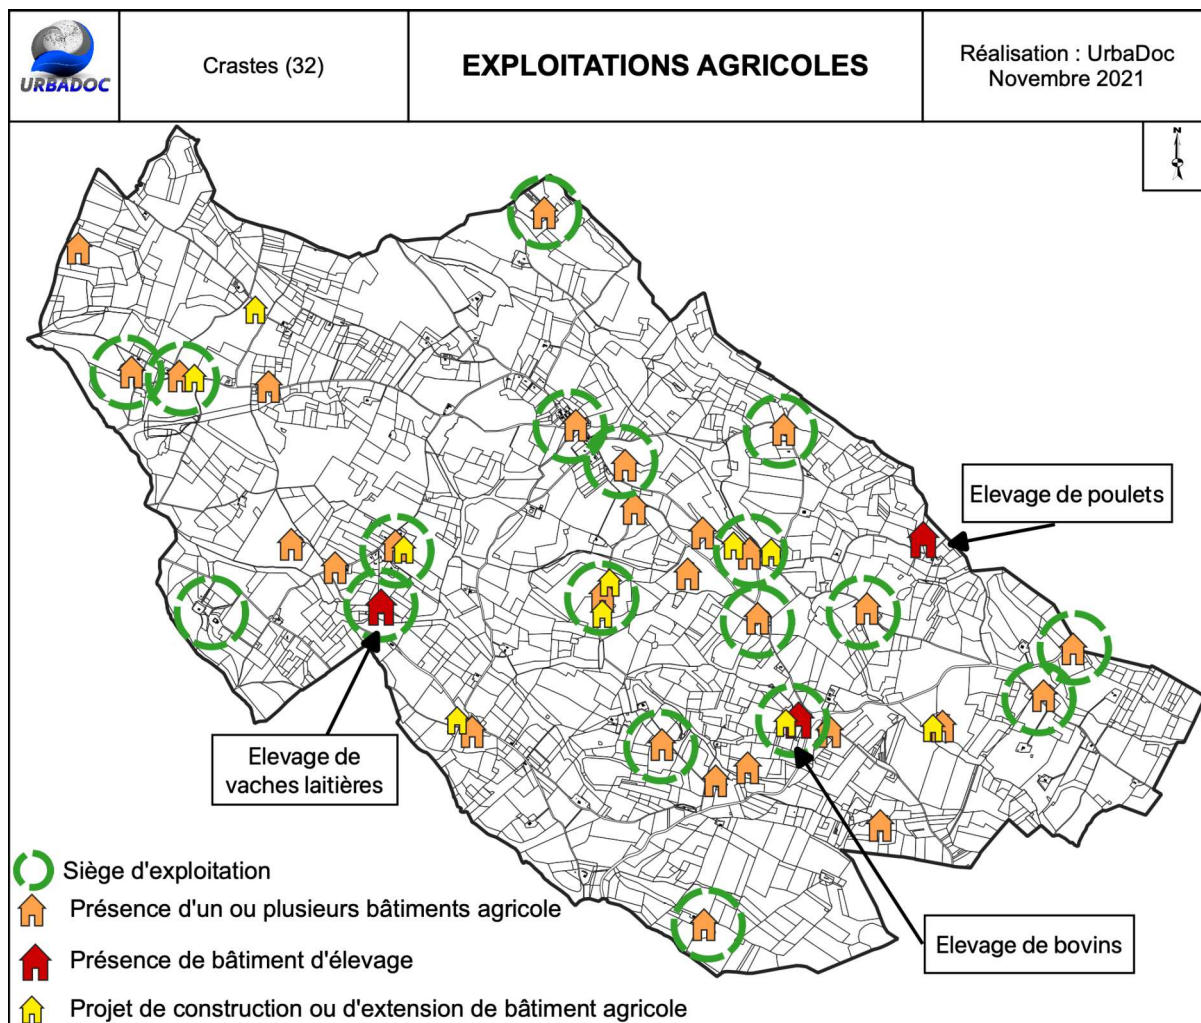 URBADOC
Crastes (32)
EXPLOITATIONS AGRICOLES
Réalisation : UrbaDoc
Novembre 2021
N
Elevage de poulets
Elevage de
vaches laitières
Elevage de bovins
Siège d'exploitation
Présence d'un ou plusieurs bâtiments agricole
Présence de bâtiment d'élevage
Projet de construction ou d'extension de bâtiment agricole